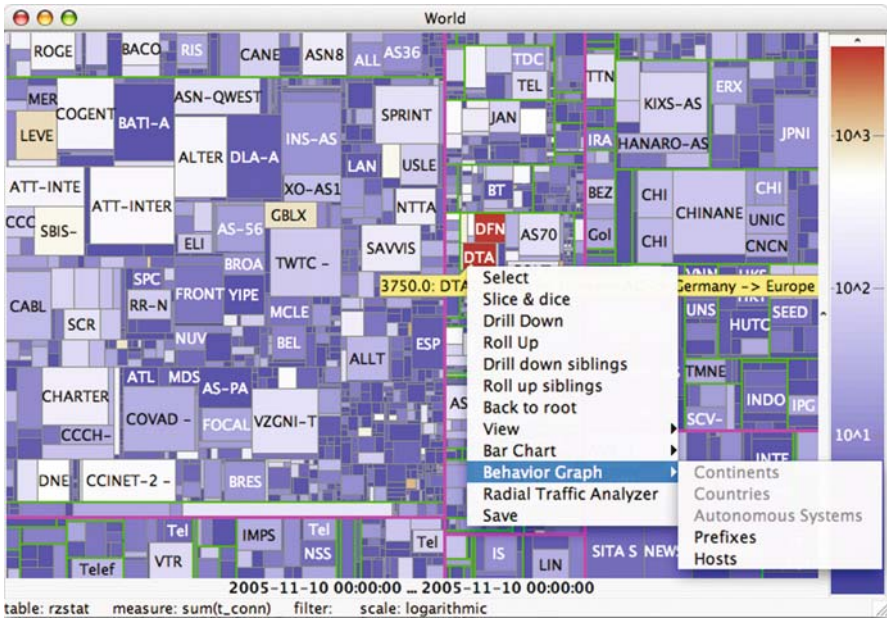 World
ROGE BACO RIS CANE ASN8 ALL AS36
TDC
TEL
TTN
KIXS-AS
ERX
MER
COGENT
BATI-A
ASN-QWEST
SPRINT
JAN
JPNI
LEVE
INS-AS
IRA
HANARO-AS
10^3
ALTER
DLA-A
LAN
USLE
ATT-INTE
XO-AS1
BT
BEZ
CHI
CHINANE
CHI
ATT-INTER
NTTA
CCC
SBIS-
GBLX
AS-56
DFN
AS70
Gol
CHI
UNIC
CNCN
ELI
SAVVIS
DTA
BROA
TWTC -
SPC
3750.0: DTA
Germany -> Europe
10^2
CABL
RR-N
FRONT
YIPE
MCLE
UNS
HUTC
SEED
SCR
NUV
BEL
ESP
ALLT
ATL
MDS
AS-PA
TMNE
CHARTER
AS
INDO
IPG
COVAD -
FOCAL
VZGNI-T
SCV-
CCCH-
10^1
DNE
CCINET-2 -
BRES
INTE
Select
Slice & dice
Drill Down
Roll Up
Drill down siblings
Roll up siblings
Back to root
View
Bar Chart
Behavior Graph
Radial Traffic Analyzer
Save
Continents
Countries
Autonomous Systems
Prefixes
Hosts
Tel
IMPS
Tel
NSS
Tel
Telef
VTR
IS
LIN
SITA S
NEWS
2005-11-10 00:00:00 ... 2005-11-10 00:00:00
table: rzstat measure: sum(t_conn) filter: scale: logarithmic